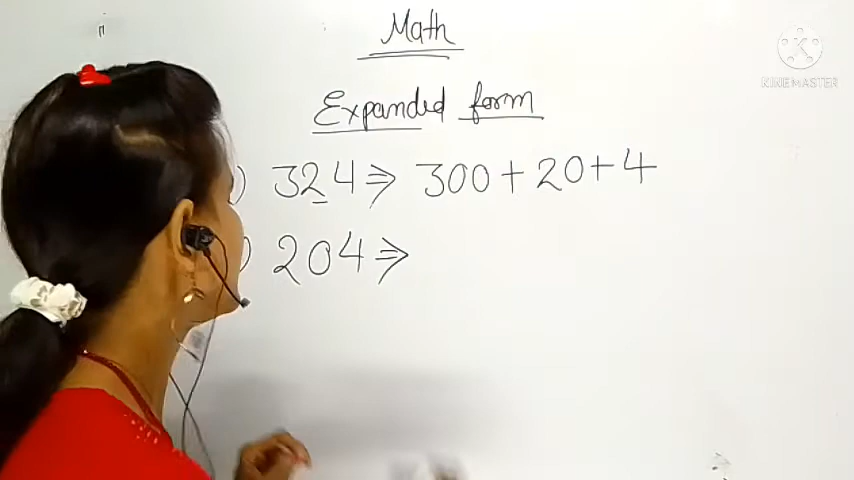 Math
Expanded form
) 324 ⇒ 300 + 20 + 4
) 204 ⇒
KINEMASTER